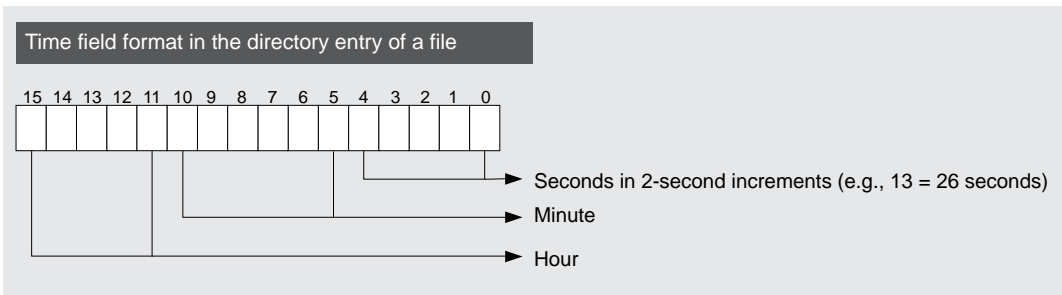 Time field format in the directory entry of a file
15 14 13 12 11 10 9 8 7 6 5 4 3 2 1 0
Seconds in 2-second increments (e.g., 13 = 26 seconds)
Minute
Hour